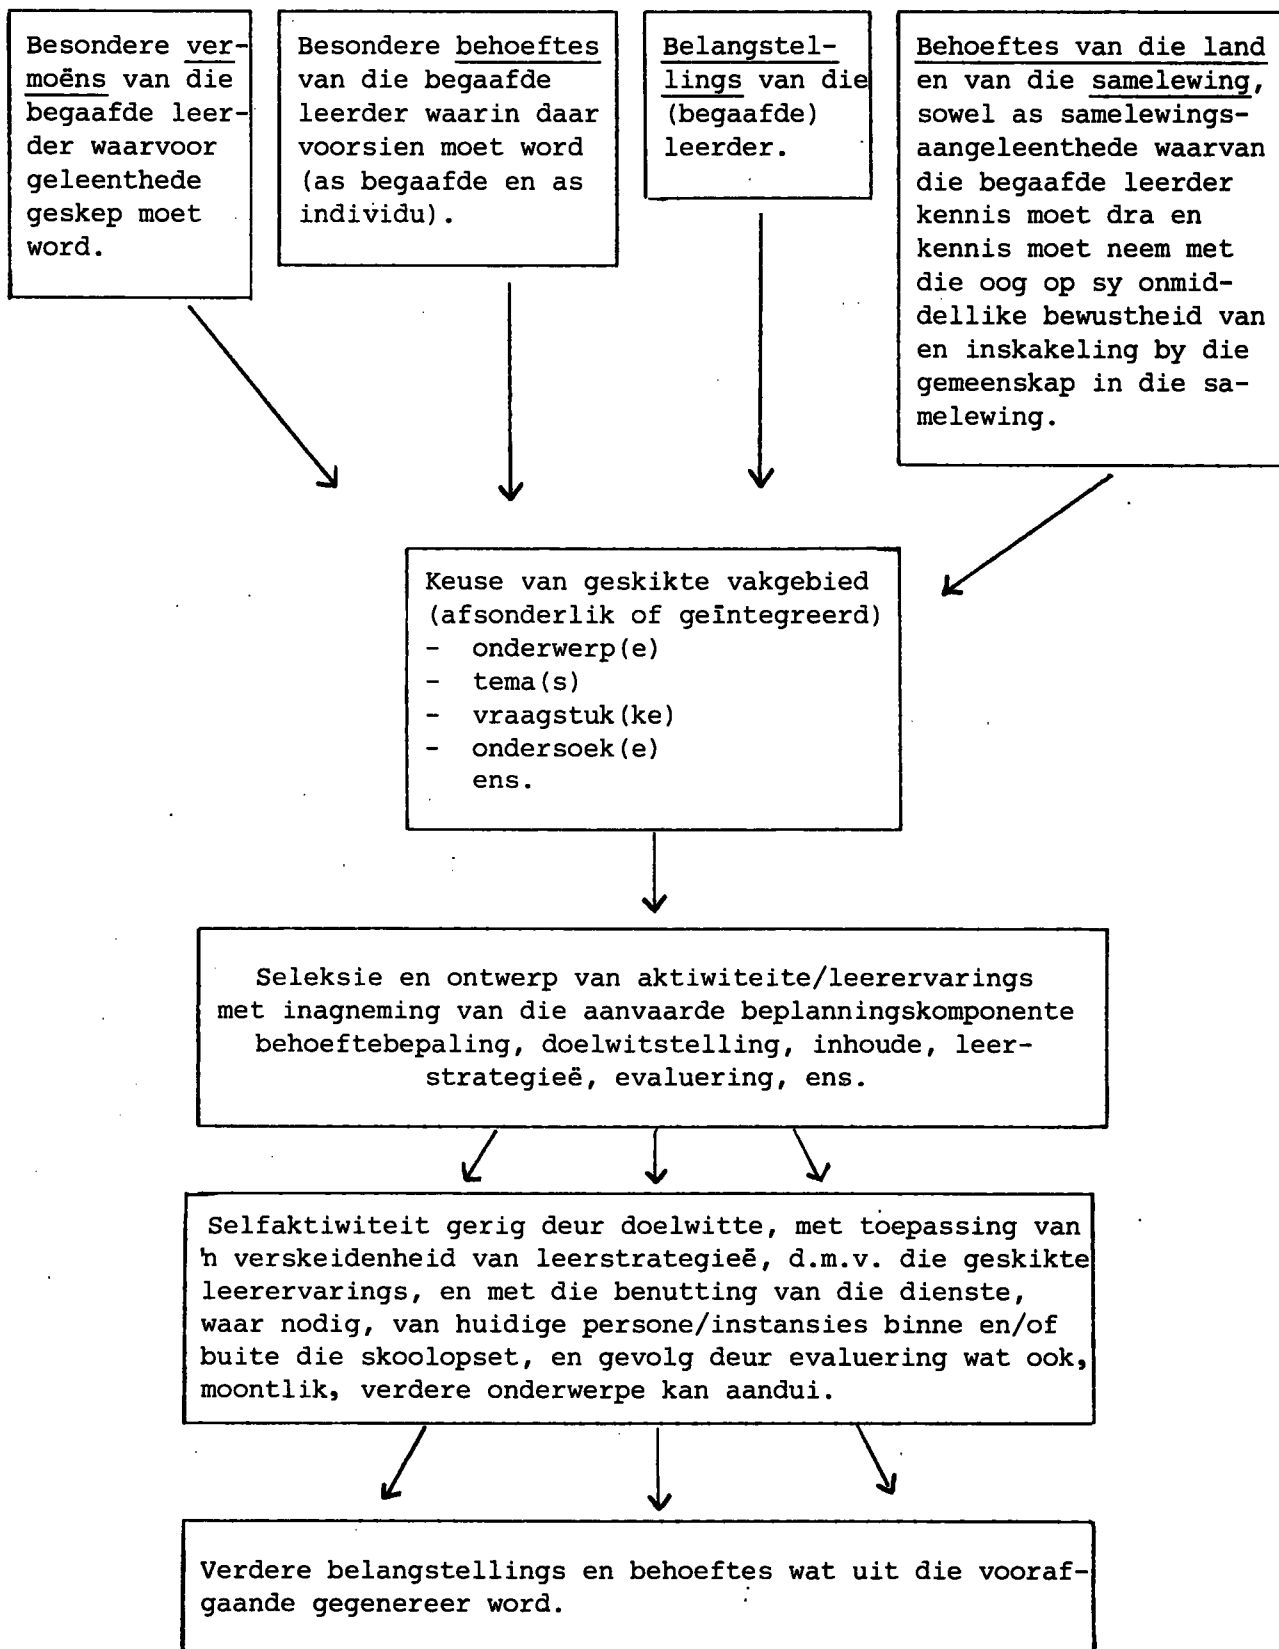 Besondere ver-
moëns van die
begaafde leer-
der waarvoor
geleenthede
geskep moet
word.
Besondere behoeftes
van die begaafde
leerder waarin daar
voorsien moet word
(as begaafde en as
individu).
Belangstel-
lings van die
(begaafde)
leerder.
Behoeftes van die land
en van die samelewing,
sowel as samelewings-
aangeleenthede waarvan
die begaafde leerder
kennis moet dra en
kennis moet neem met
die oog op sy onmid-
dellike bewustheid van
en inskakeling by die
gemeenskap in die sa-
melewing.
Keuse van geskikte vakgebied
(afsonderlik of geïntegreerd)
- onderwerp(e)
- tema(s)
- vraagstuk(ke)
- ondersoek(e)
ens.
Seleksie en ontwerp van aktiwiteite/leerervarings
met inagneming van die aanvaarde beplanningskomponente
behoeftebepaling, doelwitstelling, inhoude, leer-
strategieë, evaluering, ens.
Selfaktiwiteit gerig deur doelwitte, met toepassing van
'n verskeidenheid van leerstrategieë, d.m.v. die geskikte
leerervarings, en met die benutting van die dienste,
waar nodig, van huidige persone/instansies binne en/of
buite die skoolopset, en gevolg deur evaluering wat ook,
moontlik, verdere onderwerpe kan aandui.
Verdere belangstellings en behoeftes wat uit die vooraf-
gaande gegenereer word.